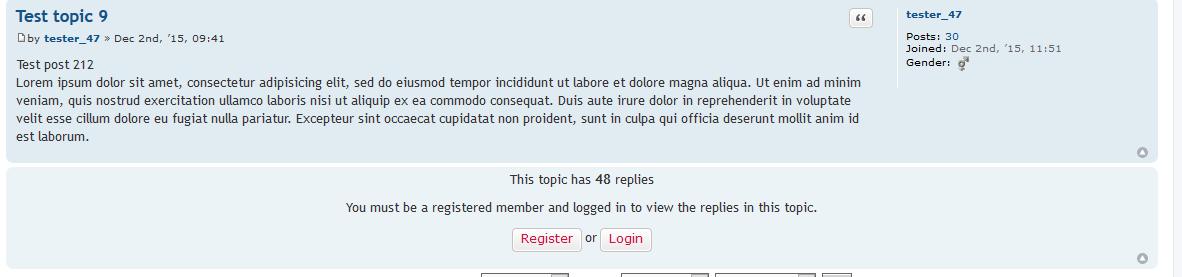 Test topic 9
by tester_47 » Dec 2nd, '15, 09:41
Test post 212
Lorem ipsum dolor sit amet, consectetur adipisicing elit, sed do eiusmod tempor incididunt ut labore et dolore magna aliqua. Ut enim ad minim
veniam, quis nostrud exercitation ullamco laboris nisi ut aliquip ex ea commodo consequat. Duis aute irure dolor in reprehenderit in voluptate
velit esse cillum dolore eu fugiat nulla pariatur. Excepteur sint occaecat cupidatat non proident, sunt in culpa qui officia deserunt mollit anim id
est laborum.
tester_47
Posts: 30
Joined: Dec 2nd, '15, 11:51
Gender:
This topic has 48 replies
You must be a registered member and logged in to view the replies in this topic.
Register or Login